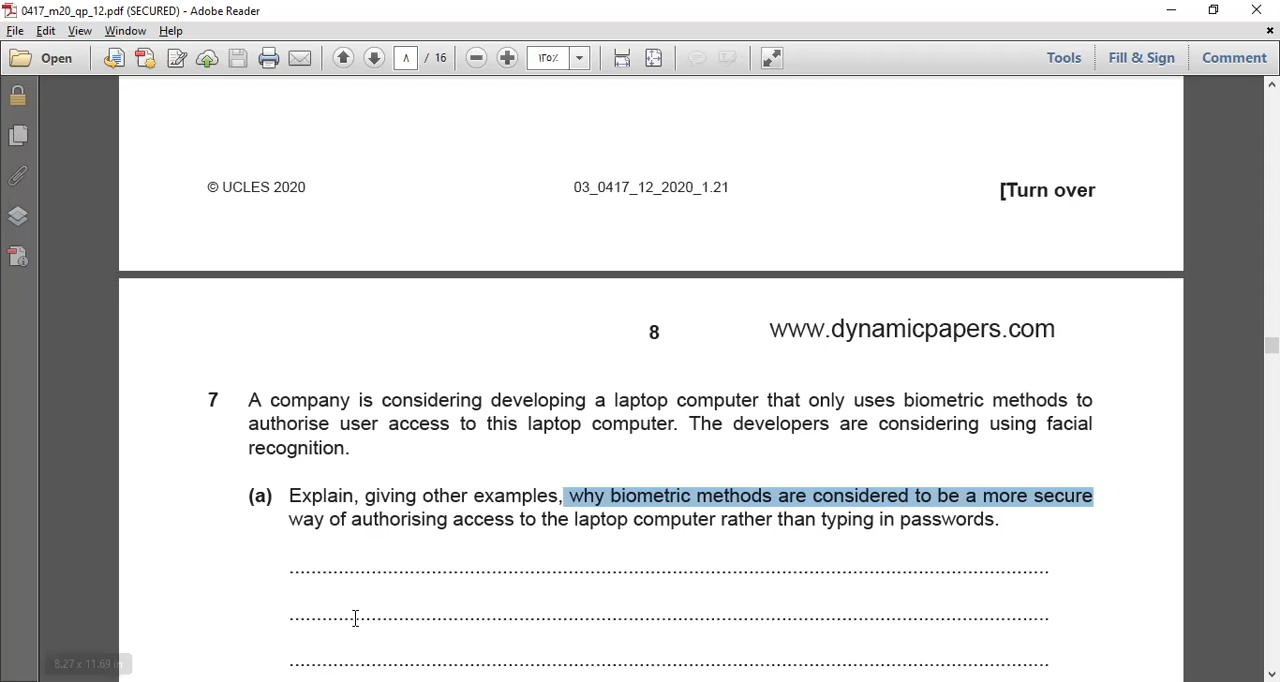 0417_m20_qp_12.pdf (SECURED) - Adobe Reader
File Edit View Window Help
Open ٨ / 16 ١٢٥% Tools Fill & Sign Comment
© UCLES 2020 03_0417_12_2020_1.21 [Turn over
8 www.dynamicpapers.com
7 A company is considering developing a laptop computer that only uses biometric methods to
authorise user access to this laptop computer. The developers are considering using facial
recognition.
(a) Explain, giving other examples, why biometric methods are considered to be a more secure
way of authorising access to the laptop computer rather than typing in passwords.
8.27 x 11.69 in